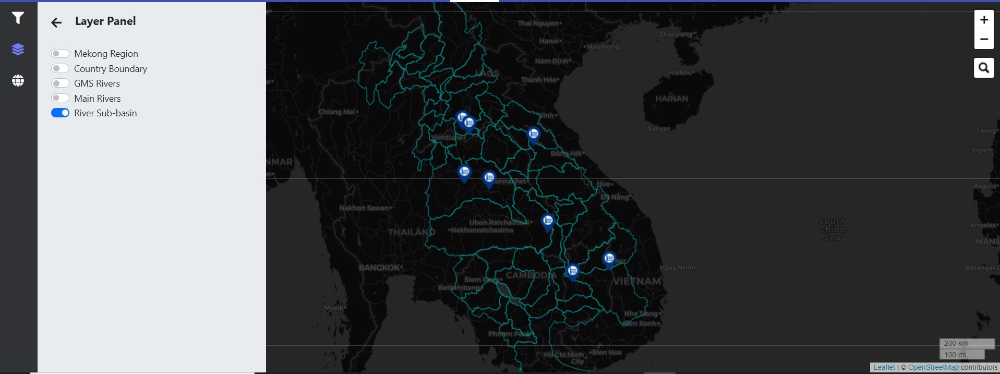 Layer Panel
Mekong Region
Country Boundary
GMS Rivers
Main Rivers
River Sub-basin
Thai Nguyen
Zhanjiang
Hanoi
Haiphong
Nam Định
LAOS
Haikou
Thanh Hóa
HAINAN
Chiang Mai
Vinh
Sanya
Laoag
Vientiane
Vigan
Đồng Hới
NMAR
annakhet
Hue
Baguio
Da Nẵng
Nakhon Sawan
Ubon Ratchathani
South
China
Sea
THAILAND
Nakhonratchasima
Angeles
MANIL
BANGKOK
Quy Nhơn
Batangas C
CAMBODIA
Siem Reap
VIETNAM
Battambang
Myeik
Nha Trang
Cam Ranh
Phnom Penh
Ho Chi Minh
City
Bien Hoa
+
−
200 km
100 mi
Leaflet | © OpenStreetMap contributors